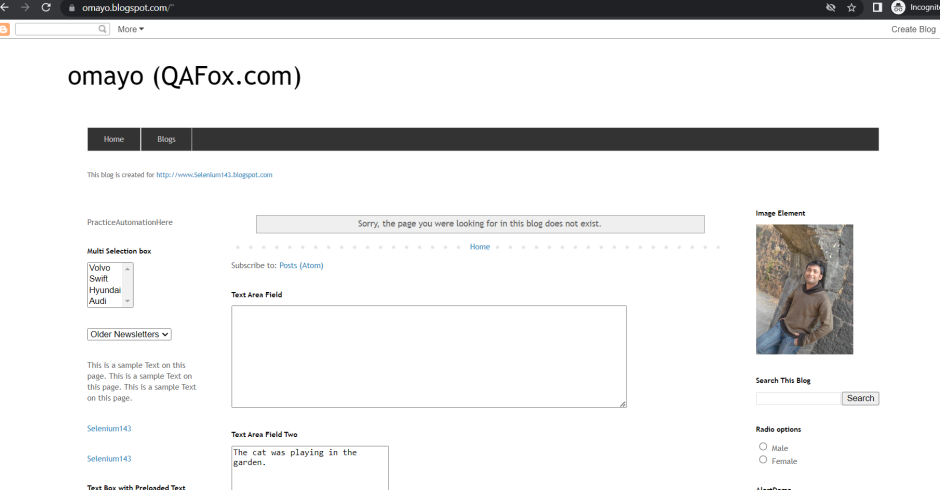 omayo.blogspot.com/"
Incognito
More
Create Blog
omayo (QAFox.com)
Home
Blogs
This blog is created for http://www.Selenium143.blogspot.com
PracticeAutomationHere
Multi Selection box
Volvo
Swift
Hyundai
Audi
Older Newsletters
This is a sample Text on this
page. This is a sample Text on
this page. This is a sample Text
on this page.
Selenium143
Selenium143
Text Box with Preloaded Text
Sorry, the page you were looking for in this blog does not exist.
Home
Subscribe to: Posts (Atom)
Text Area Field
Text Area Field Two
The cat was playing in the
garden.
Image Element
Search This Blog
Search
Radio options
Male
Female
AlertDemo